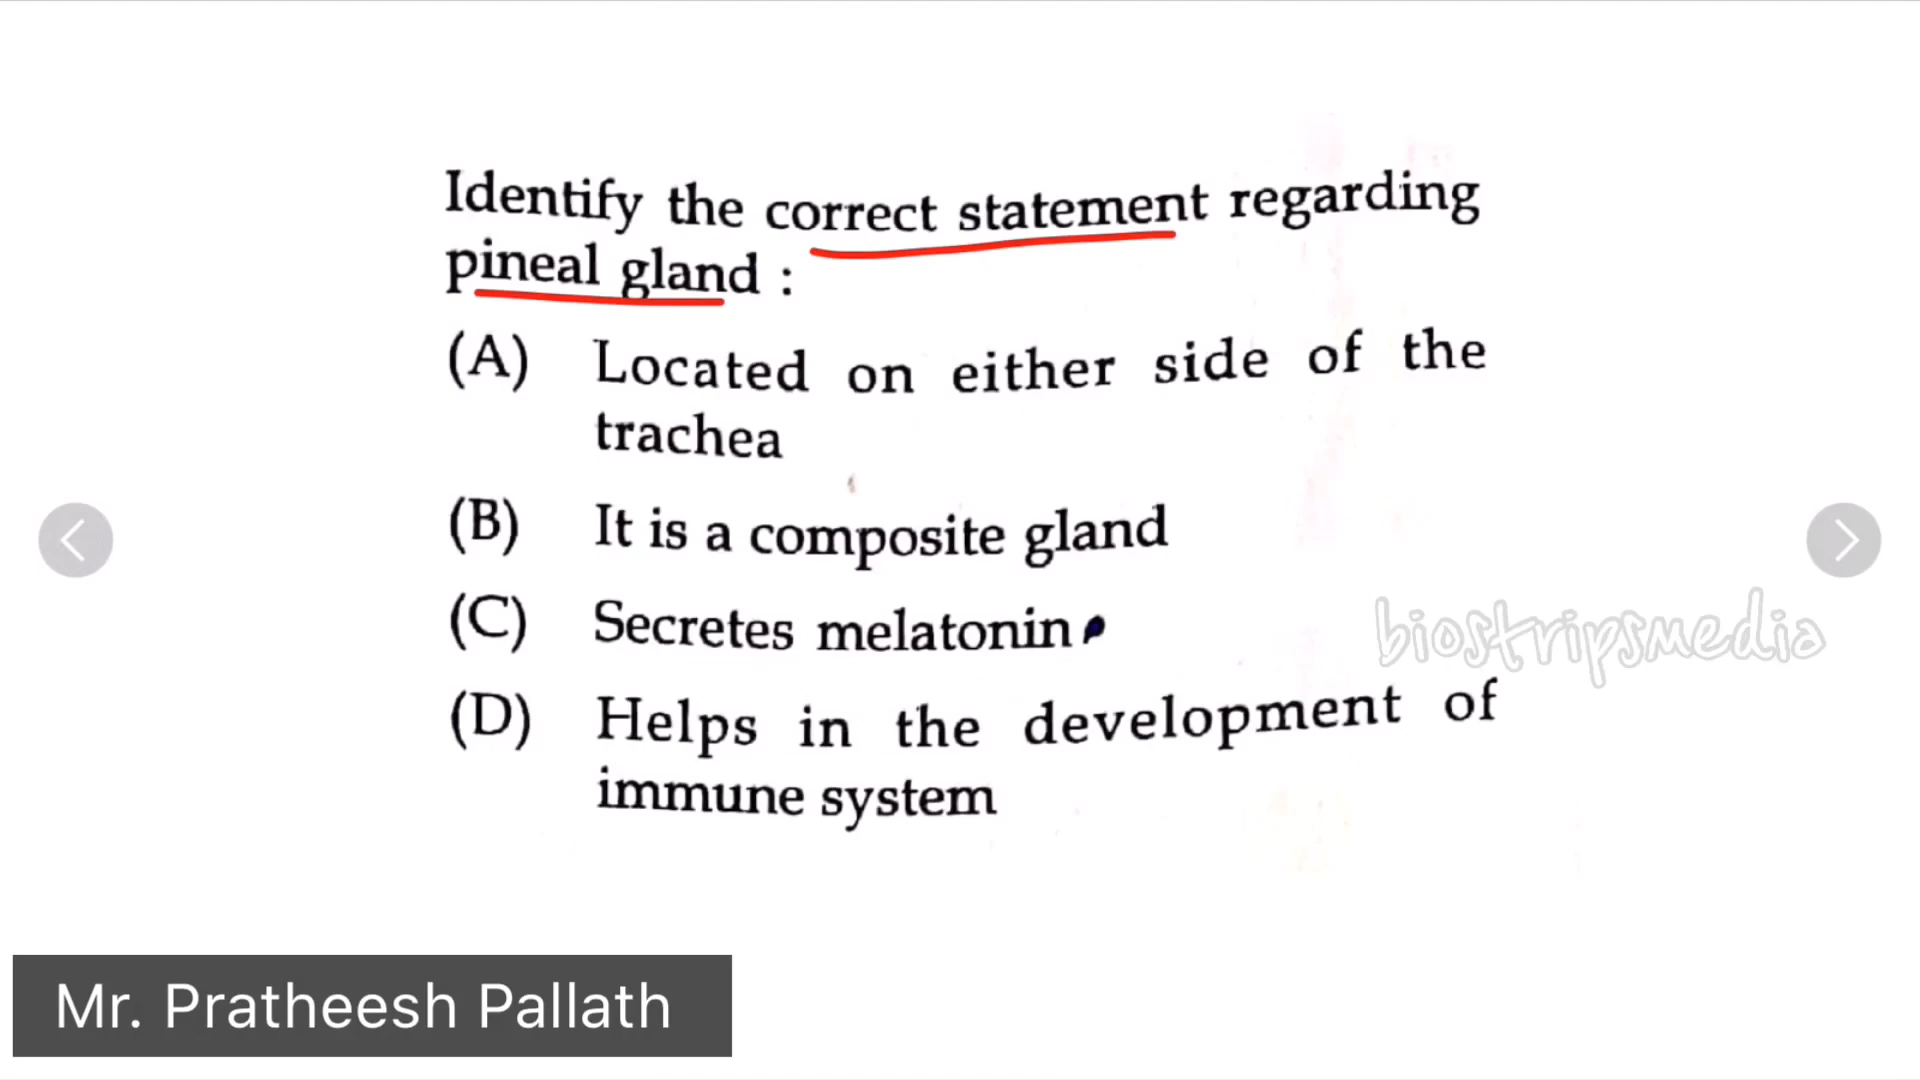 Identify the correct statement regarding
pineal gland :
(A) Located on either side of the
trachea
(B) It is a composite gland
(C) Secretes melatonin
(D) Helps in the development of
immune system
biostripsmedia
Mr. Pratheesh Pallath